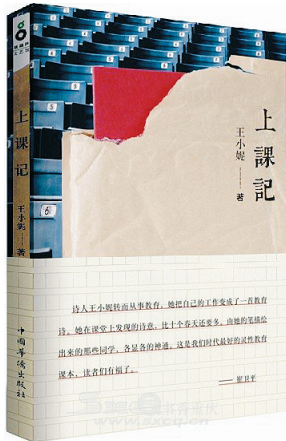 上課記
王小妮
著
上课记
王小妮
著
中国华侨出版社
诗人王小妮转而从事教育，她把自己的工作变成了一首教育
诗。她在课堂上发现的诗意，比十个春天还要多。由她的笔描绘
出来的那些同学，各显各的神通。这是我们时代最好的灵性教育
课本，读者们有福了。
——崔卫平
6